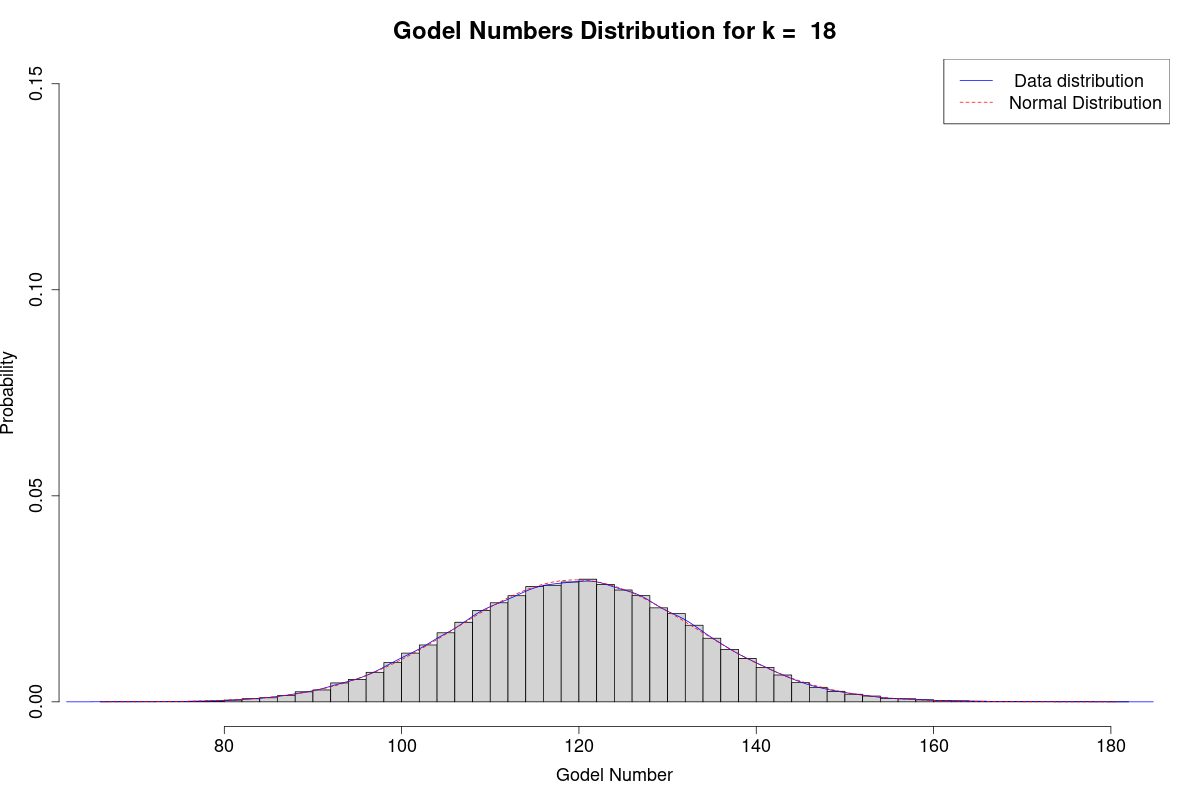 Godel Numbers Distribution for k =  18
Data distribution
Normal Distribution
Probability
0.15
0.10
0.05
0.00
80 100 120 140 160 180
Godel Number